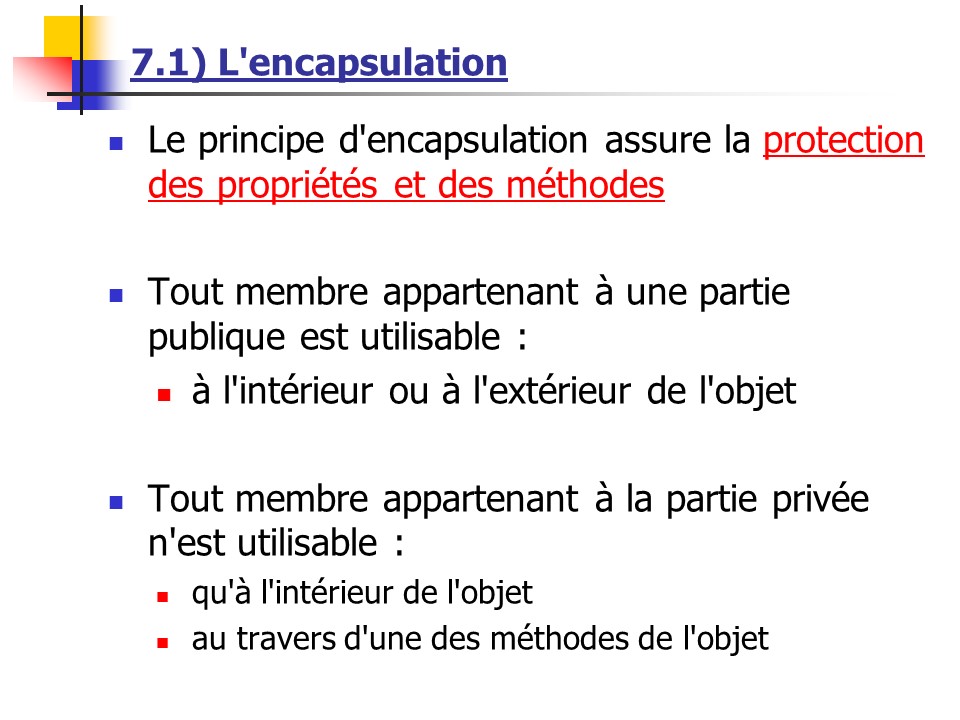 7.1) L'encapsulation
Le principe d'encapsulation assure la protection
des propriétés et des méthodes
Tout membre appartenant à une partie
publique est utilisable :
à l'intérieur ou à l'extérieur de l'objet
Tout membre appartenant à la partie privée
n'est utilisable :
qu'à l'intérieur de l'objet
au travers d'une des méthodes de l'objet